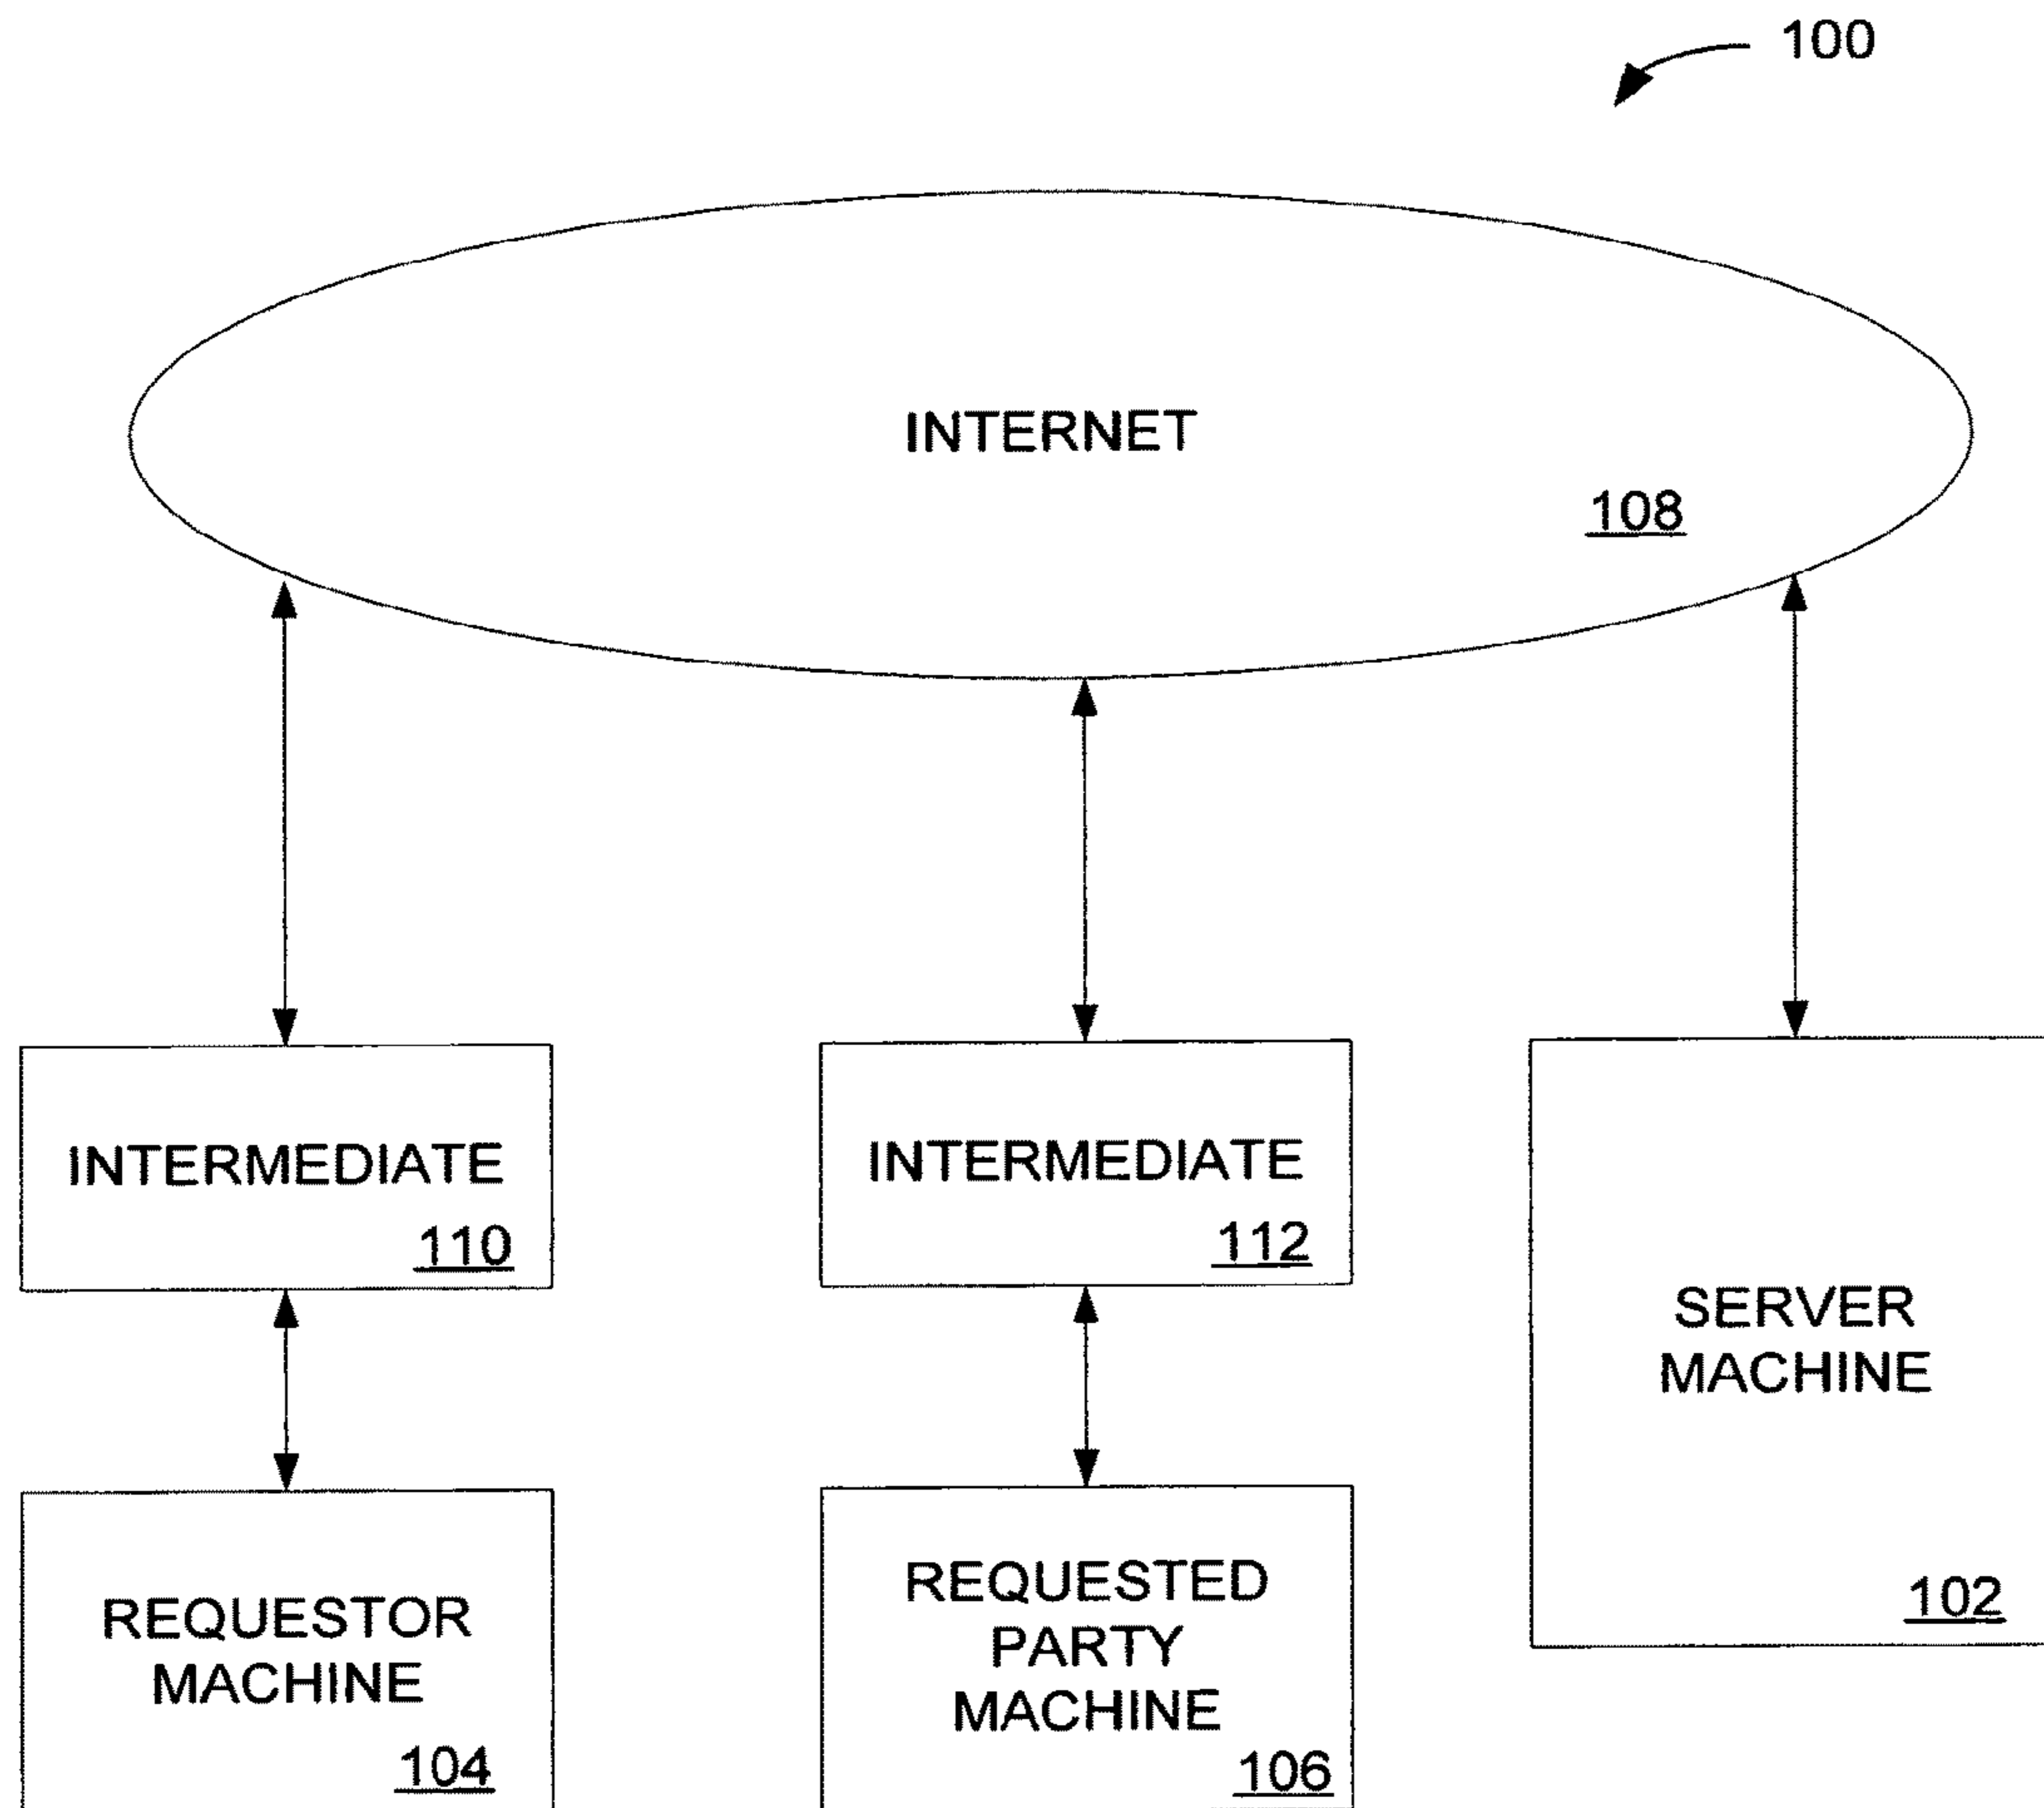 100
INTERNET
108
INTERMEDIATE
110
INTERMEDIATE
112
SERVER
MACHINE
102
REQUESTOR
MACHINE
104
REQUESTED
PARTY
MACHINE
106